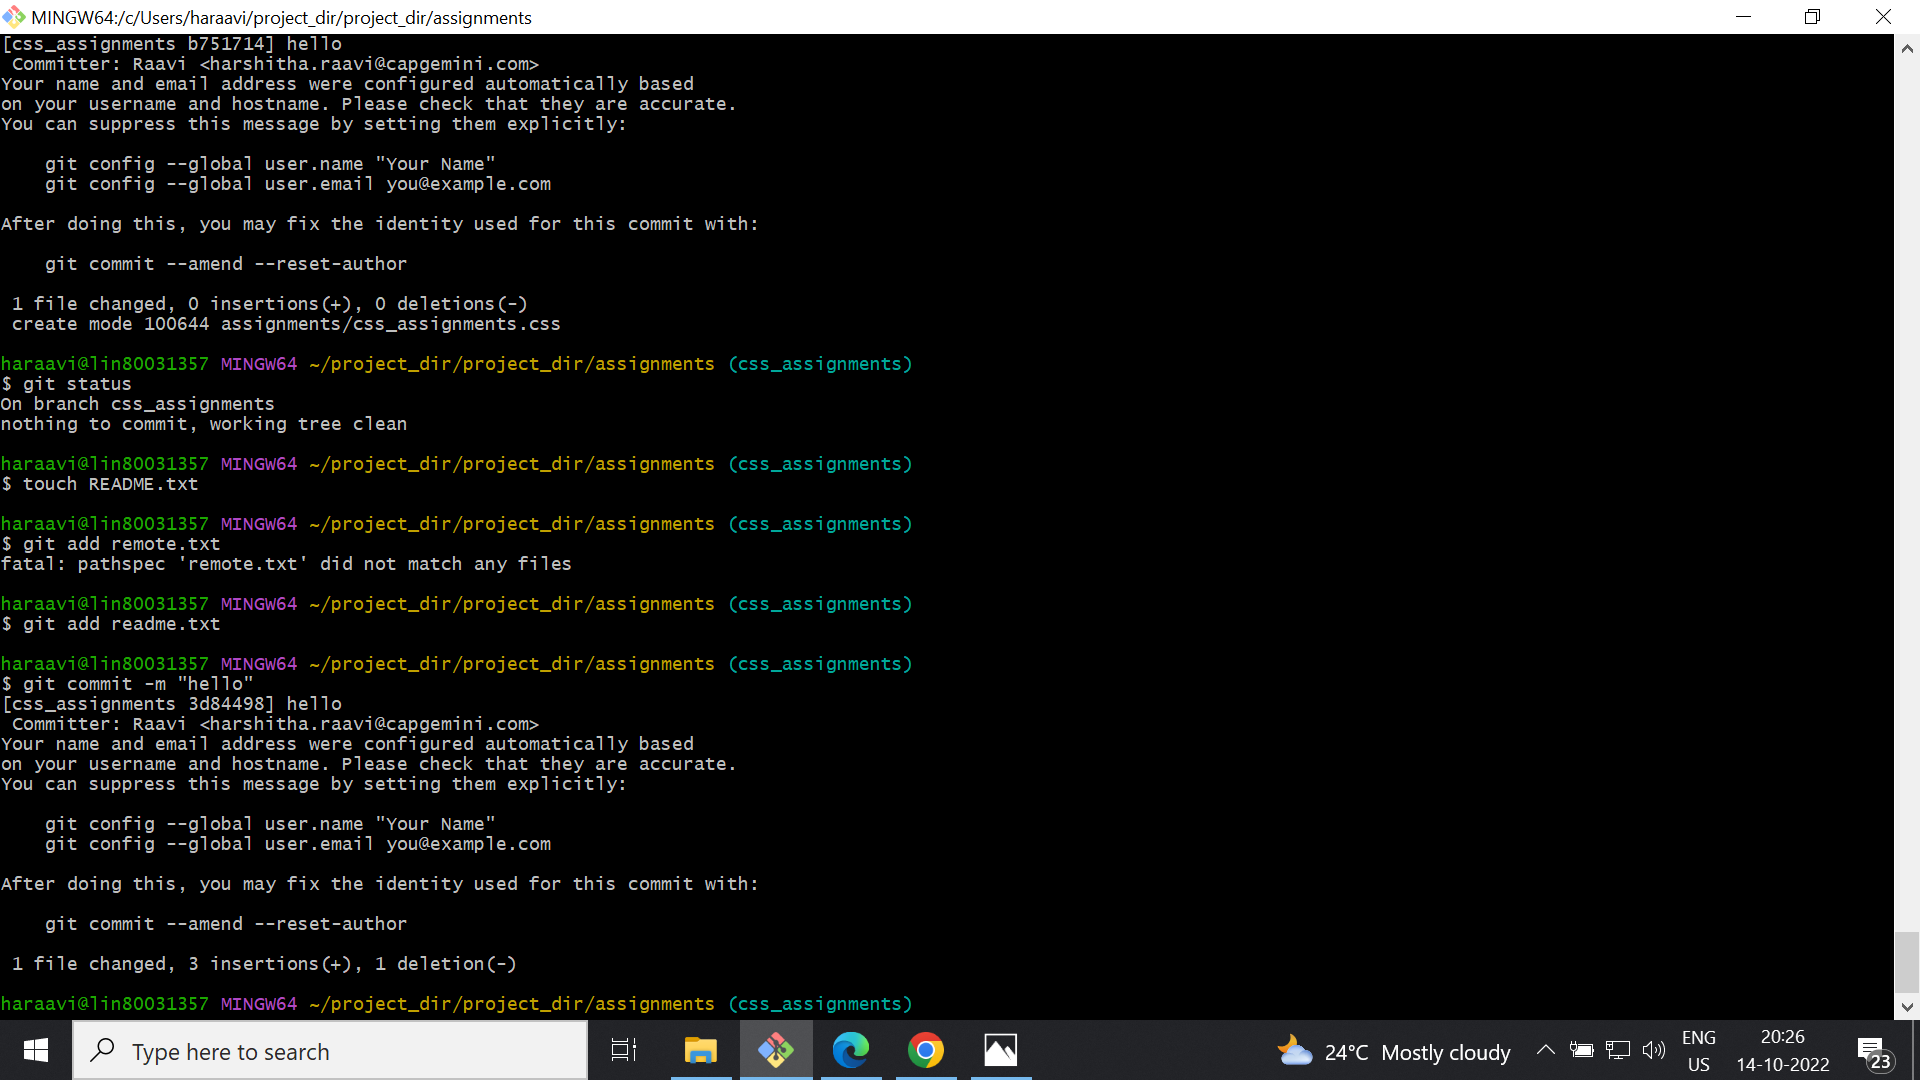 MINGW64:/c/Users/haraavi/project_dir/project_dir/assignments
[css_assignments b751714] hello
 Committer: Raavi <harshitha.raavi@capgemini.com>
Your name and email address were configured automatically based
on your username and hostname. Please check that they are accurate.
You can suppress this message by setting them explicitly:
    git config --global user.name "Your Name"
    git config --global user.email you@example.com
After doing this, you may fix the identity used for this commit with:
    git commit --amend --reset-author
 1 file changed, 0 insertions(+), 0 deletions(-)
 create mode 100644 assignments/css_assignments.css
haraavi@lin80031357 MINGW64 ~/project_dir/project_dir/assignments (css_assignments)
$ git status
On branch css_assignments
nothing to commit, working tree clean
haraavi@lin80031357 MINGW64 ~/project_dir/project_dir/assignments (css_assignments)
$ touch README.txt
haraavi@lin80031357 MINGW64 ~/project_dir/project_dir/assignments (css_assignments)
$ git add remote.txt
fatal: pathspec 'remote.txt' did not match any files
haraavi@lin80031357 MINGW64 ~/project_dir/project_dir/assignments (css_assignments)
$ git add readme.txt
haraavi@lin80031357 MINGW64 ~/project_dir/project_dir/assignments (css_assignments)
$ git commit -m "hello"
[css_assignments 3d84498] hello
 Committer: Raavi <harshitha.raavi@capgemini.com>
Your name and email address were configured automatically based
on your username and hostname. Please check that they are accurate.
You can suppress this message by setting them explicitly:
    git config --global user.name "Your Name"
    git config --global user.email you@example.com
After doing this, you may fix the identity used for this commit with:
    git commit --amend --reset-author
 1 file changed, 3 insertions(+), 1 deletion(-)
haraavi@lin80031357 MINGW64 ~/project_dir/project_dir/assignments (css_assignments)
Type here to search
24°C Mostly cloudy
ENG
US
20:26
14-10-2022
23